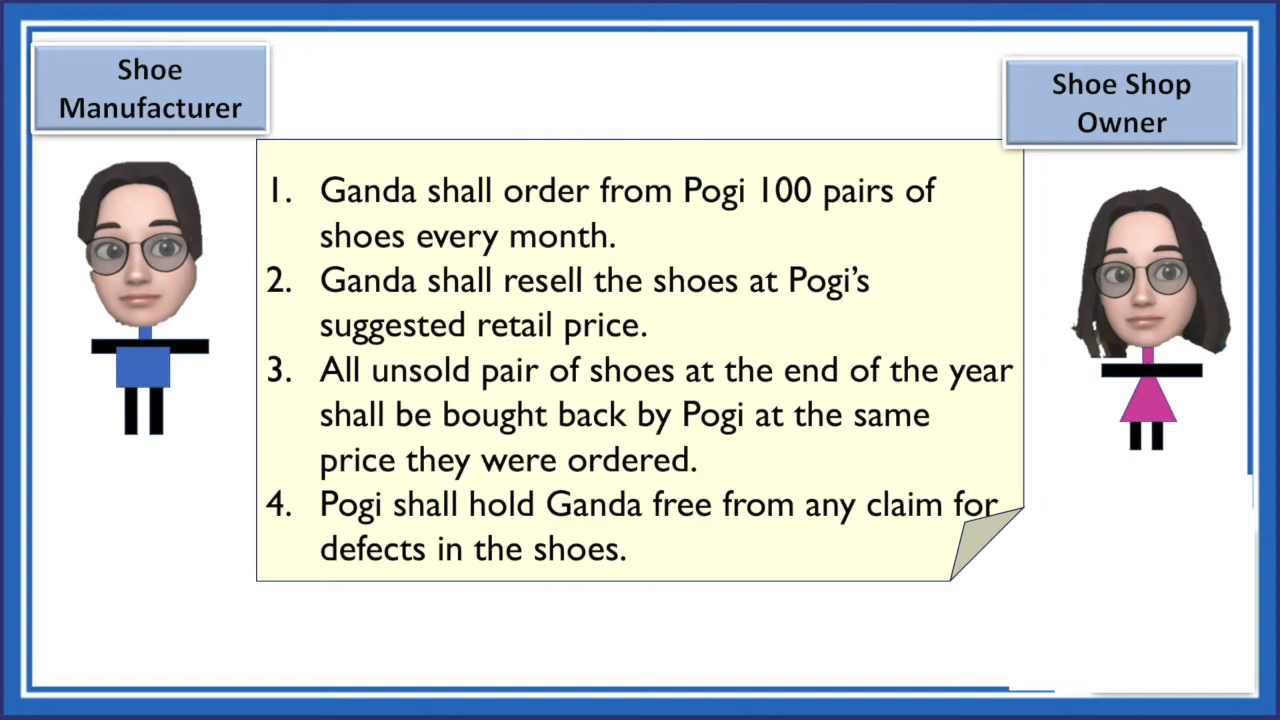 Shoe
Manufacturer
Shoe Shop
Owner
1. Ganda shall order from Pogi 100 pairs of
shoes every month.
2. Ganda shall resell the shoes at Pogi’s
suggested retail price.
3. All unsold pair of shoes at the end of the year
shall be bought back by Pogi at the same
price they were ordered.
4. Pogi shall hold Ganda free from any claim for
defects in the shoes.